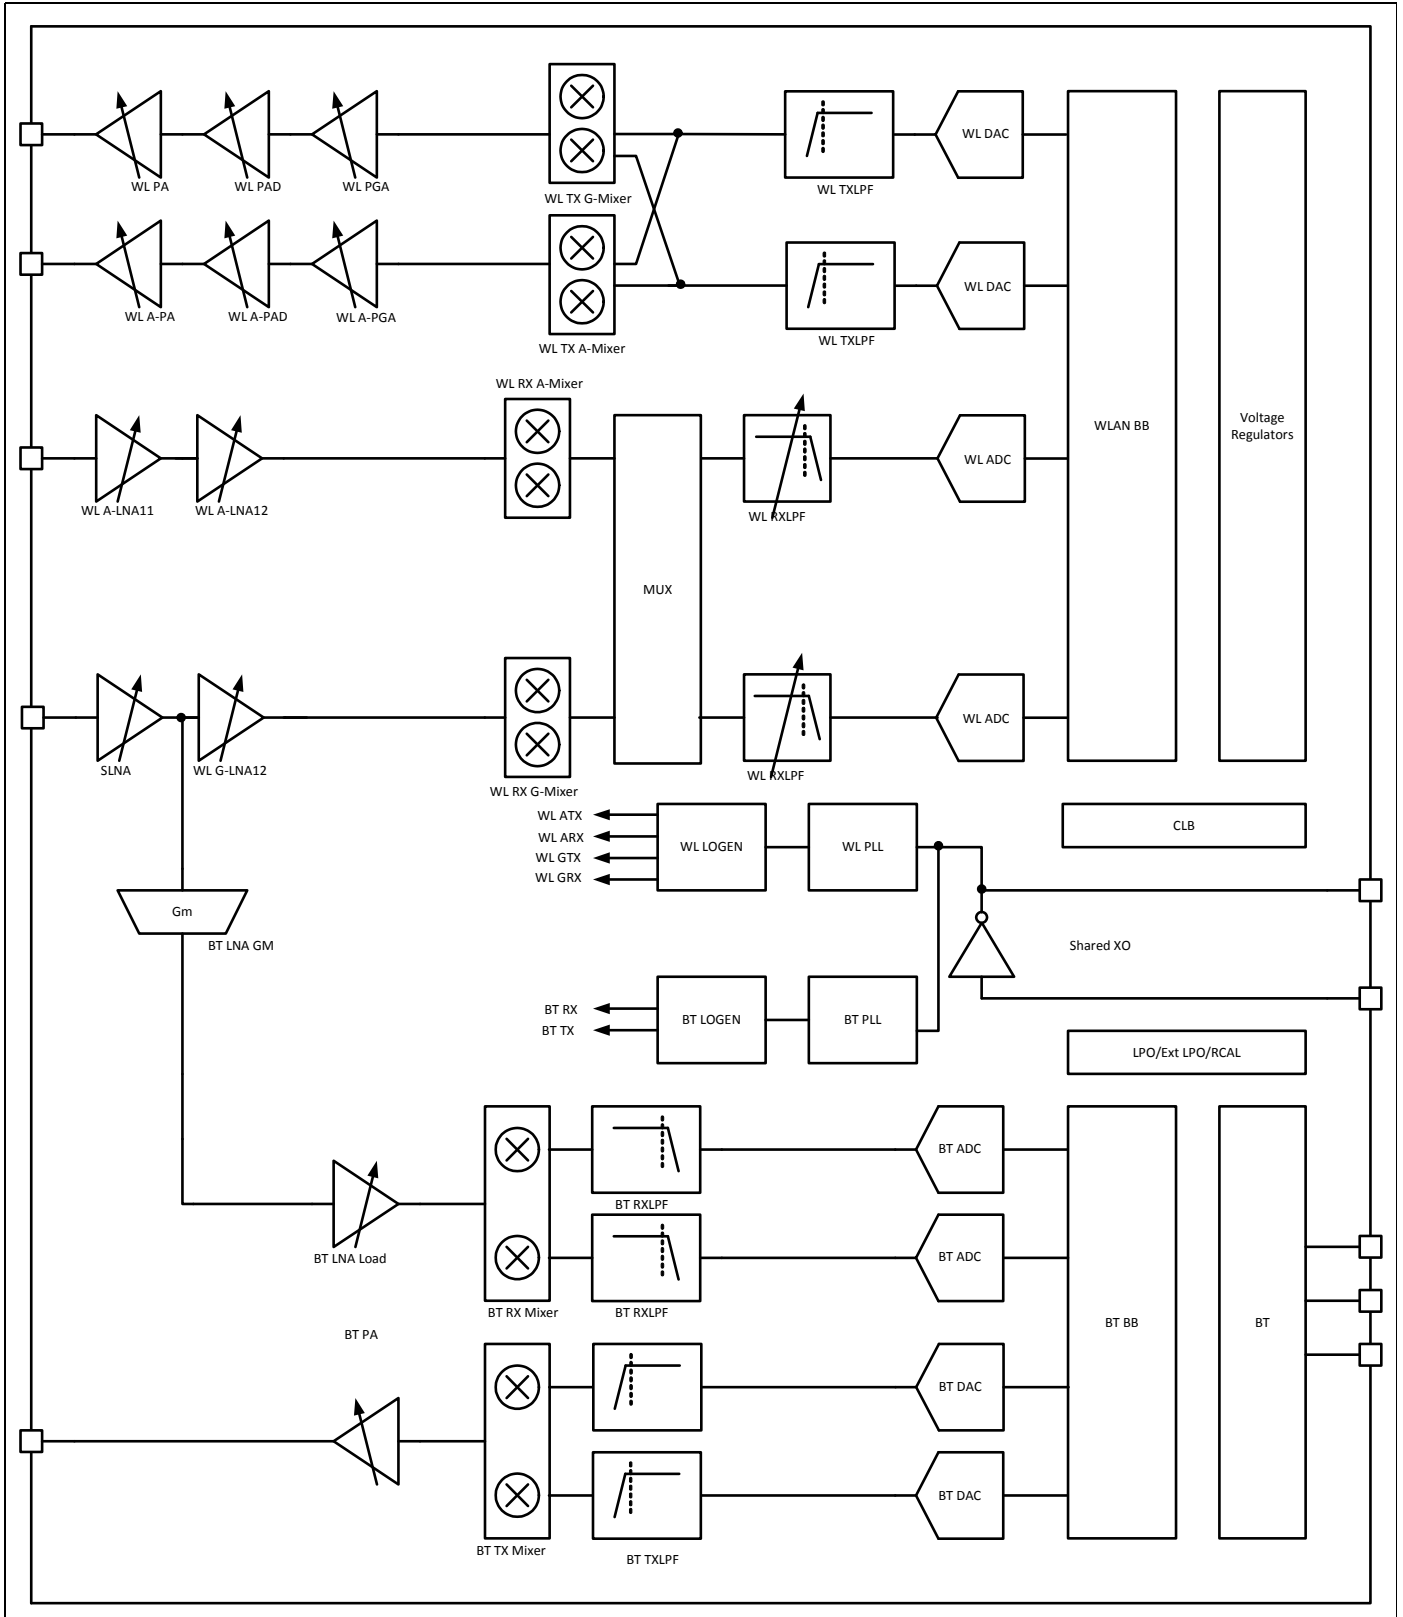 WL PA
WL PAD
WL PGA
WL TX G-Mixer
WL TXLPF
WL DAC
WL A-PA
WL A-PAD
WL A-PGA
WL TX A-Mixer
WL TXLPF
WL DAC
WL RX A-Mixer
WL A-LNA11
WL A-LNA12
MUX
WL RXLPF
WL ADC
WLAN BB
Voltage
Regulators
SLNA
WL G-LNA12
WL RX G-Mixer
WL RXLPF
WL ADC
WL ATX
WL ARX
WL GTX
WL GRX
WL LOGEN
WL PLL
CLB
Gm
BT LNA GM
Shared XO
BT RX
BT TX
BT LOGEN
BT PLL
LPO/Ext LPO/RCAL
BT LNA Load
BT RX Mixer
BT RXLPF
BT ADC
BT RXLPF
BT ADC
BT BB
BT
BT PA
BT TX Mixer
BT DAC
BT DAC
BT TXLPF